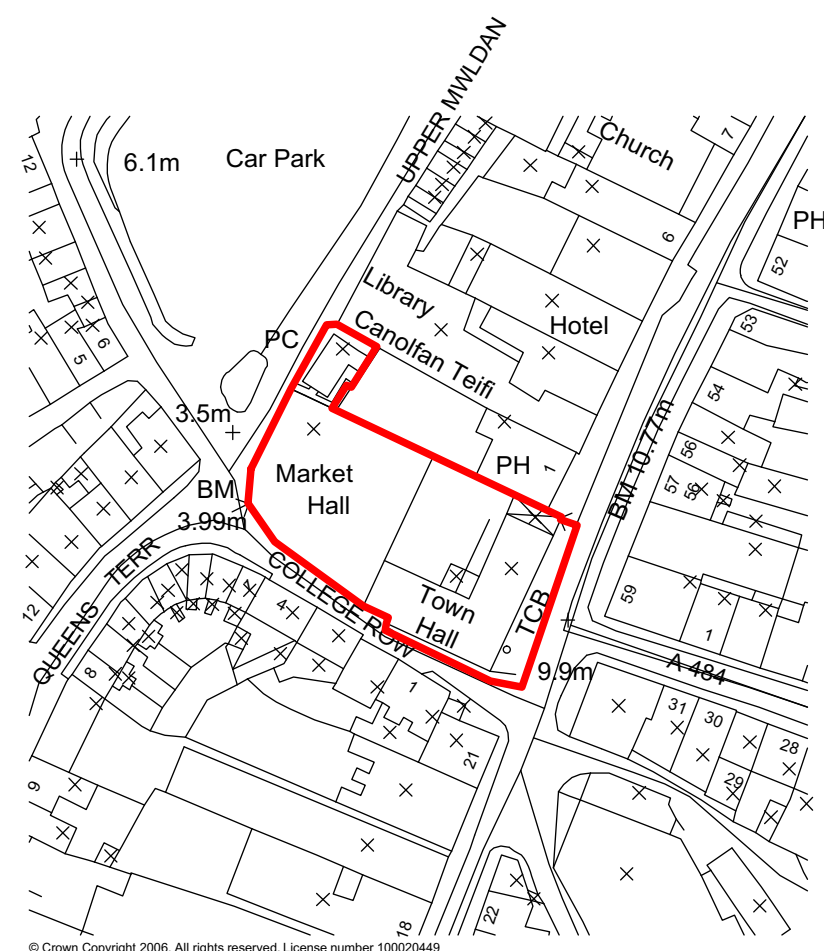 UPPER MWLDAN
Church
7
12
6.1m
Car Park
PH
52
6
Library
Canolfan Teifi
Hotel
53
PC
6
5
54
3.5m
BM 10.77m
56
57
56
PH
1
Market
Hall
BM
3.99m
QUEENS TERR
COLLEGE ROW
Town
Hall
TCB
59
1
12
2
4
8
1
9.9m
A 484
31
30
28
29
21
9
18
22
© Crown Copyright 2006. All rights reserved. License number 100020449